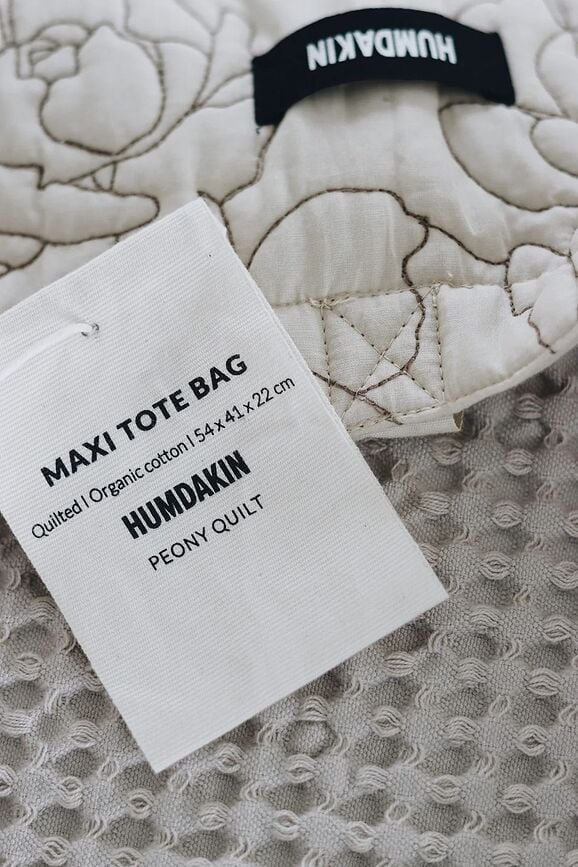 HUMDAKIN
MAXI TOTE BAG
Quilted | Organic cotton | 54 x 41 x 22 cm
HUMDAKIN
PEONY QUILT